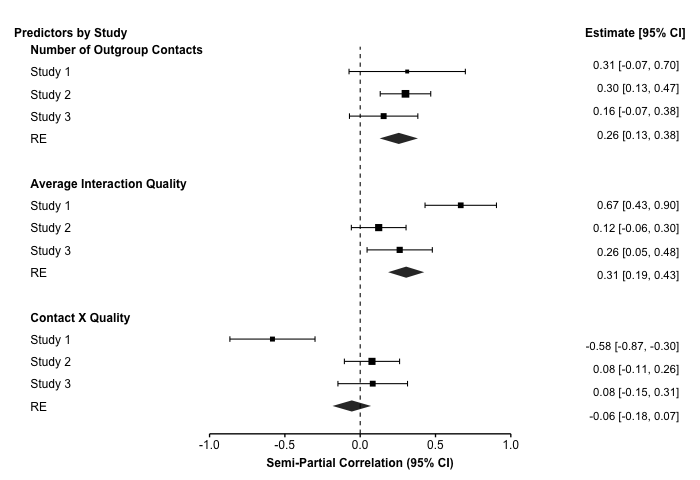 Predictors by Study Estimate [95% CI]
Number of Outgroup Contacts
Study 1 0.31 [-0.07, 0.70]
Study 2 0.30 [0.13, 0.47]
Study 3 0.16 [-0.07, 0.38]
RE 0.26 [0.13, 0.38]
Average Interaction Quality
Study 1 0.67 [0.43, 0.90]
Study 2 0.12 [-0.06, 0.30]
Study 3 0.26 [0.05, 0.48]
RE 0.31 [0.19, 0.43]
Contact X Quality
Study 1 -0.58 [-0.87, -0.30]
Study 2 0.08 [-0.11, 0.26]
Study 3 0.08 [-0.15, 0.31]
RE -0.06 [-0.18, 0.07]
-1.0 -0.5 0.0 0.5 1.0
Semi-Partial Correlation (95% CI)